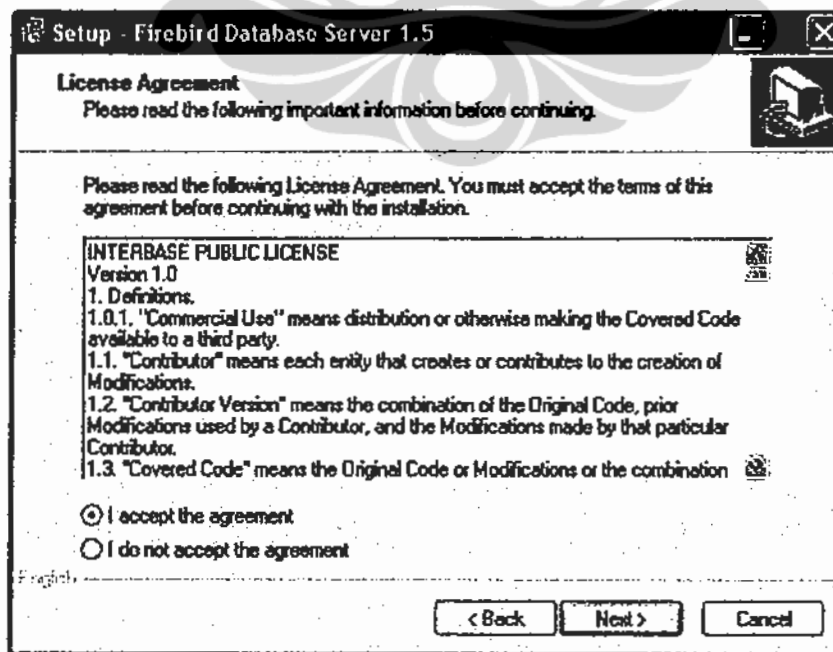 Setup - Firebird Database Server 1.5
License Agreement
Please read the following important information before continuing.
Please read the following License Agreement. You must accept the terms of this
agreement before continuing with the installation.
INTERBASE PUBLIC LICENSE
Version 1.0
1. Definitions.
1.0.1. "Commercial Use" means distribution or otherwise making the Covered Code
available to a third party.
1.1. "Contributor" means each entity that creates or contributes to the creation of
Modifications.
1.2. "Contributor Version" means the combination of the Original Code, prior
Modifications used by a Contributor, and the Modifications made by that particular
Contributor.
1.3. "Covered Code" means the Original Code or Modifications or the combination
I accept the agreement
I do not accept the agreement
English
< Back
Next >
Cancel